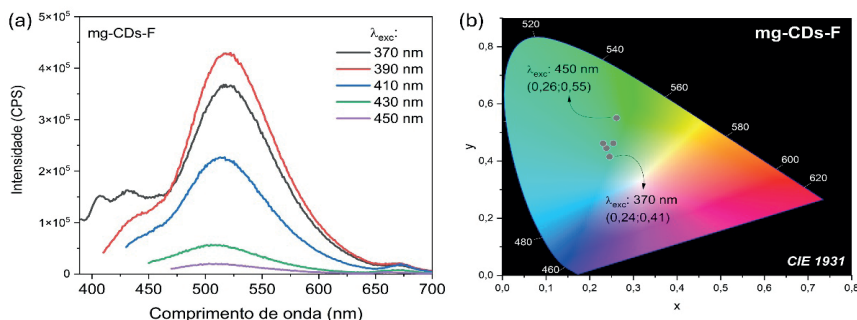 (a)
mg-CDs-F
λexc:
370 nm
390 nm
410 nm
430 nm
450 nm
Intensidade (CPS)
5×10⁵
4×10⁵
3×10⁵
2×10⁵
1×10⁵
0
400
450
500
550
600
650
700
Comprimento de onda (nm)
(b)
mg-CDs-F
520
540
560
580
600
620
480
460
λexc: 450 nm
(0,26;0,55)
λexc: 370 nm
(0,24;0,41)
CIE 1931
y
0,8
0,6
0,4
0,2
0,0
0,0
0,1
0,2
0,3
0,4
0,5
0,6
0,7
0,8
x